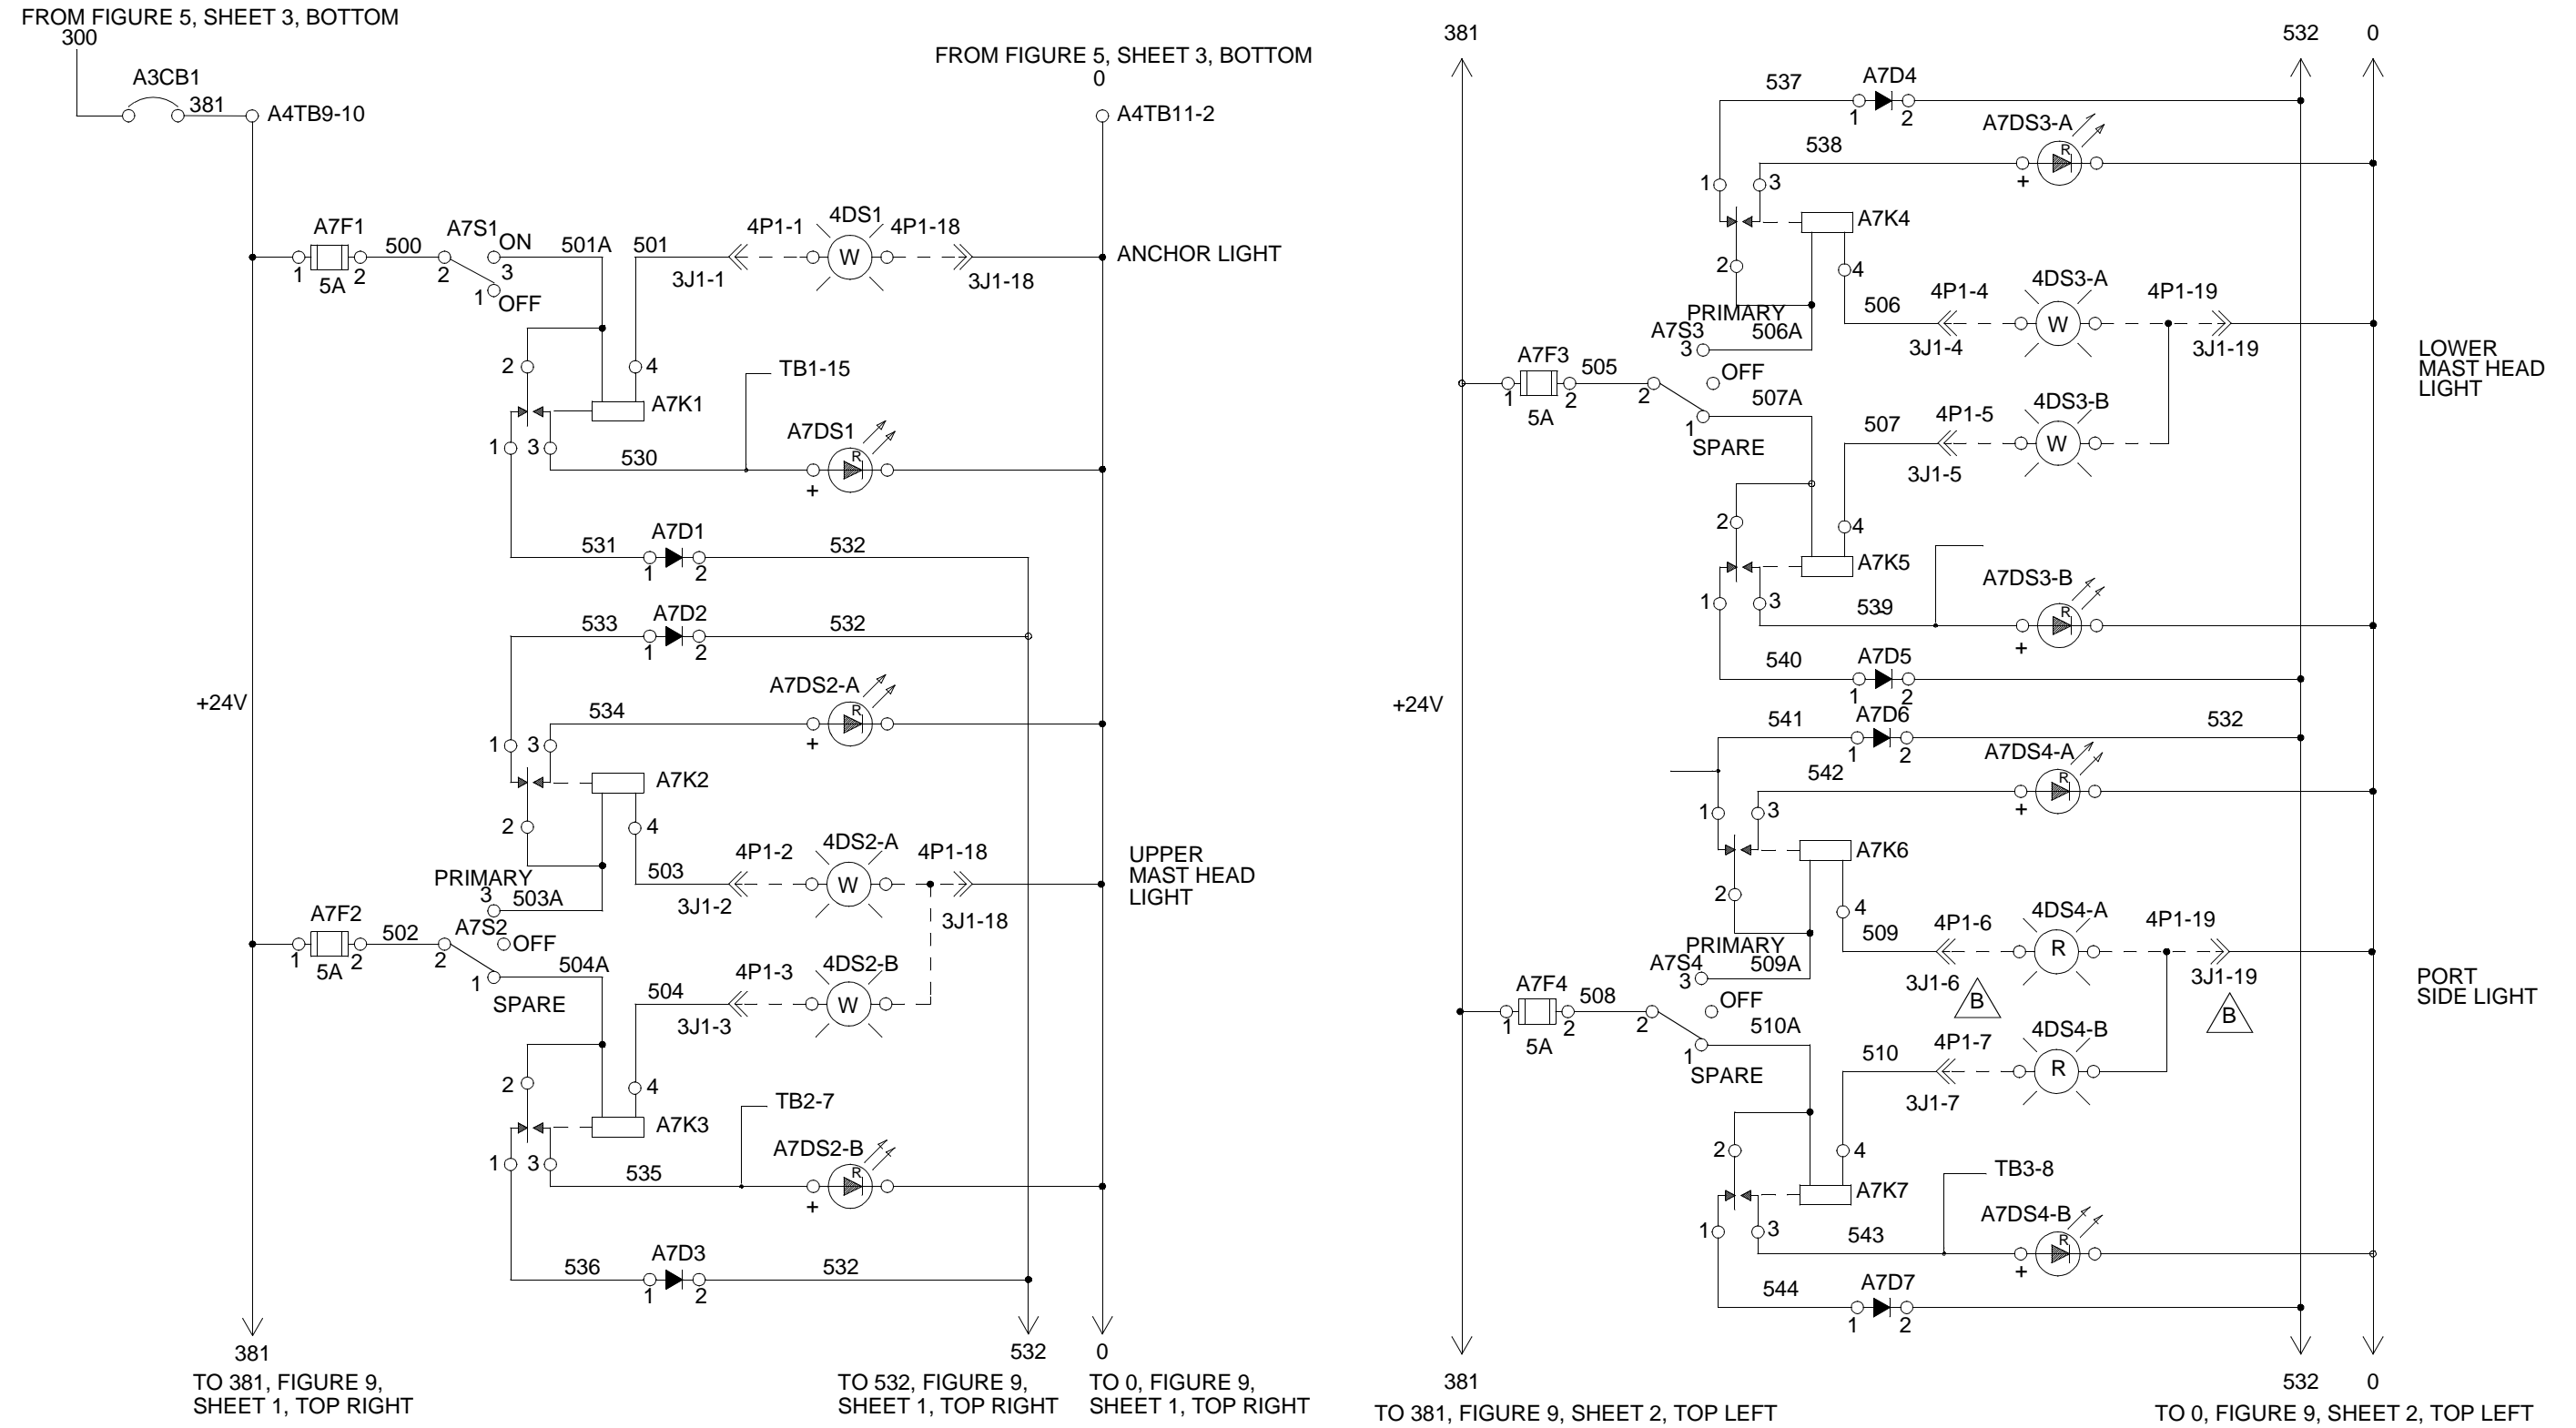 FROM FIGURE 5, SHEET 3, BOTTOM
300
A3CB1
381
A4TB9-10
FROM FIGURE 5, SHEET 3, BOTTOM
0
A4TB11-2
A7F1
1
2
5A
500
A7S1
2
ON
3
1
OFF
501A
501
4P1-1
3J1-1
4DS1
W
4P1-18
3J1-18
ANCHOR LIGHT
2
4
A7K1
TB1-15
1
3
530
A7DS1
R
+
531
A7D1
1
2
532
533
A7D2
1
2
532
+24V
534
A7DS2-A
R
+
1
3
A7K2
2
4
503
4P1-2
3J1-2
4DS2-A
W
4P1-18
3J1-18
UPPER
MAST HEAD
LIGHT
PRIMARY
3
503A
A7F2
1
2
5A
502
2
A7S2
OFF
1
SPARE
504A
504
4P1-3
3J1-3
4DS2-B
W
2
4
A7K3
TB2-7
1
3
535
A7DS2-B
R
+
536
A7D3
1
2
532
381
TO 381, FIGURE 9,
SHEET 1, TOP RIGHT
532
TO 532, FIGURE 9,
SHEET 1, TOP RIGHT
0
TO 0, FIGURE 9,
SHEET 1, TOP RIGHT
381
532
0
537
A7D4
1
2
538
A7DS3-A
R
+
1
3
A7K4
2
4
506
4P1-4
3J1-4
4DS3-A
W
4P1-19
3J1-19
LOWER
MAST HEAD
LIGHT
PRIMARY
A7S3
506A
3
A7F3
1
2
5A
505
2
OFF
1
SPARE
507A
507
4P1-5
3J1-5
4DS3-B
W
2
4
A7K5
1
3
539
A7DS3-B
R
+
540
A7D5
1
2
+24V
541
A7D6
1
2
532
542
A7DS4-A
R
+
1
3
A7K6
2
4
509
4P1-6
3J1-6
B
4DS4-A
R
4P1-19
3J1-19
B
PORT
SIDE LIGHT
PRIMARY
A7S4
509A
3
A7F4
1
2
5A
508
2
OFF
1
SPARE
510A
510
4P1-7
3J1-7
4DS4-B
R
2
4
A7K7
TB3-8
1
3
543
A7DS4-B
R
+
544
A7D7
1
2
381
TO 381, FIGURE 9, SHEET 2, TOP LEFT
532
0
TO 0, FIGURE 9, SHEET 2, TOP LEFT